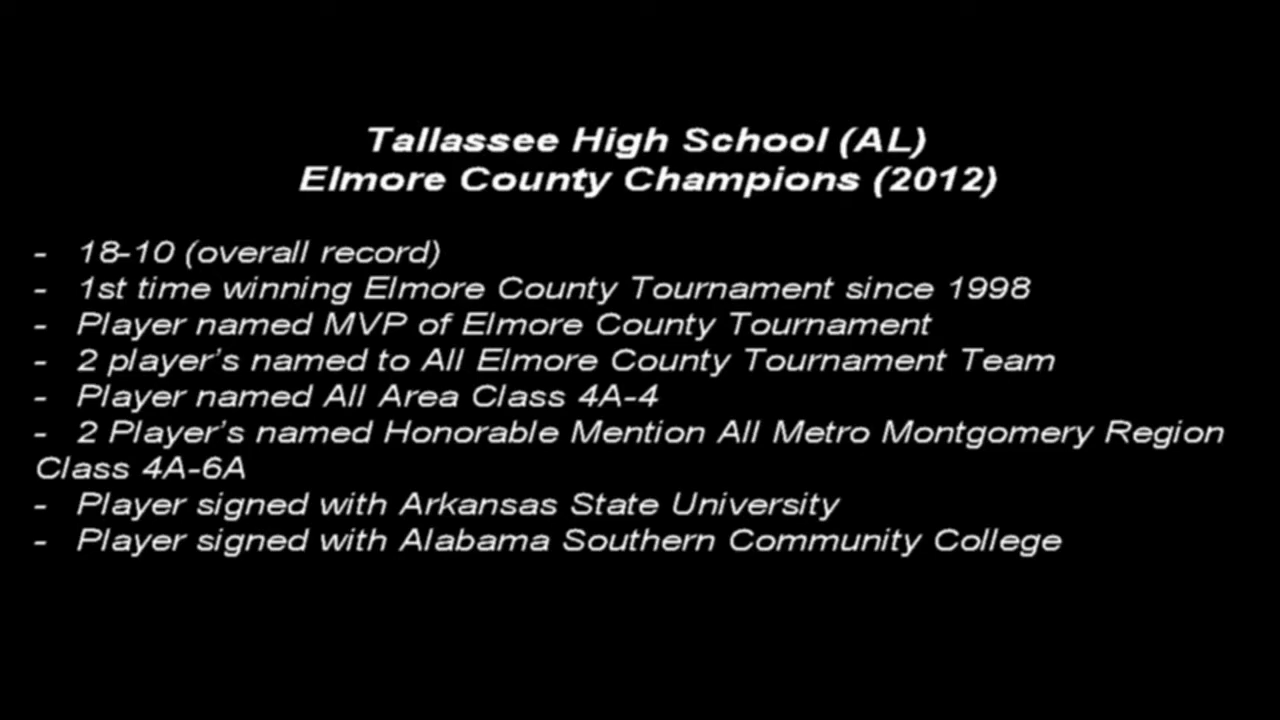 Tallassee High School (AL)
Elmore County Champions (2012)
- 18-10 (overall record)
- 1st time winning Elmore County Tournament since 1998
- Player named MVP of Elmore County Tournament
- 2 player's named to All Elmore County Tournament Team
- Player named All Area Class 4A-4
- 2 Player's named Honorable Mention All Metro Montgomery Region
Class 4A-6A
- Player signed with Arkansas State University
- Player signed with Alabama Southern Community College